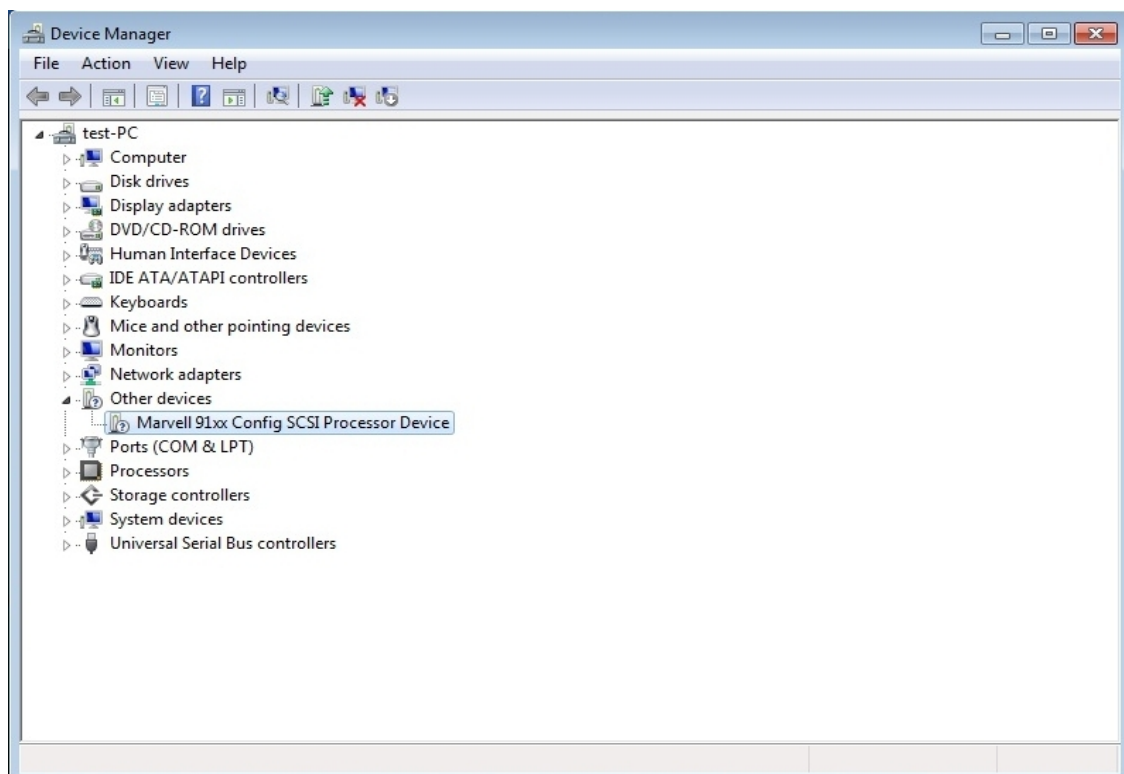 Device Manager
File Action View Help
test-PC
Computer
Disk drives
Display adapters
DVD/CD-ROM drives
Human Interface Devices
IDE ATA/ATAPI controllers
Keyboards
Mice and other pointing devices
Monitors
Network adapters
Other devices
Marvell 91xx Config SCSI Processor Device
Ports (COM & LPT)
Processors
Storage controllers
System devices
Universal Serial Bus controllers